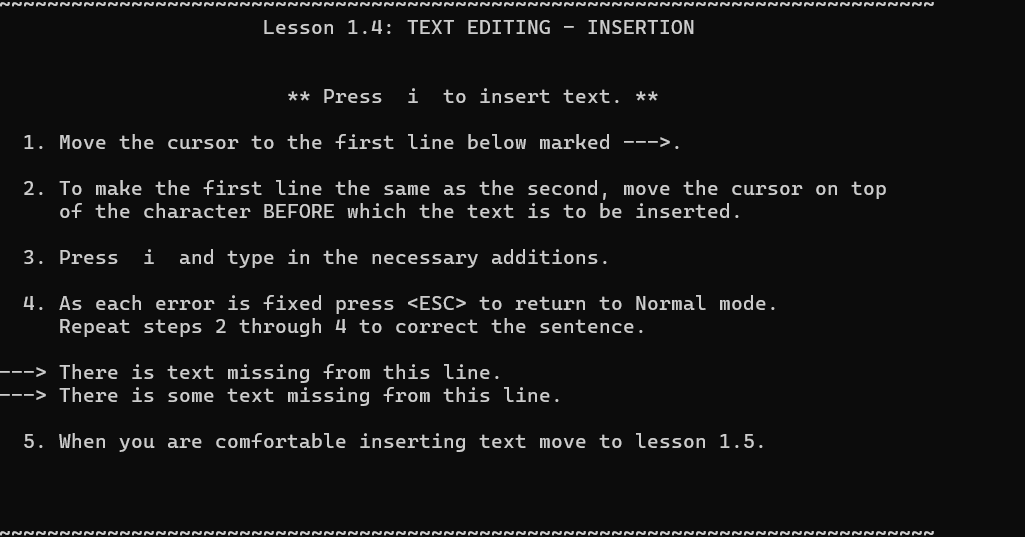 ~~~~~~~~~~~~~~~~~~~~~~~~~~~~~~~~~~~~~~~~~~~~~~~~~~~~~~~~~~~~~~~~~~~~~~~~~~~~~~
Lesson 1.4: TEXT EDITING - INSERTION
** Press  i  to insert text. **
1. Move the cursor to the first line below marked --->.
2. To make the first line the same as the second, move the cursor on top
of the character BEFORE which the text is to be inserted.
3. Press  i  and type in the necessary additions.
4. As each error is fixed press <ESC> to return to Normal mode.
Repeat steps 2 through 4 to correct the sentence.
---> There is text missing from this line.
---> There is some text missing from this line.
5. When you are comfortable inserting text move to lesson 1.5.
~~~~~~~~~~~~~~~~~~~~~~~~~~~~~~~~~~~~~~~~~~~~~~~~~~~~~~~~~~~~~~~~~~~~~~~~~~~~~~